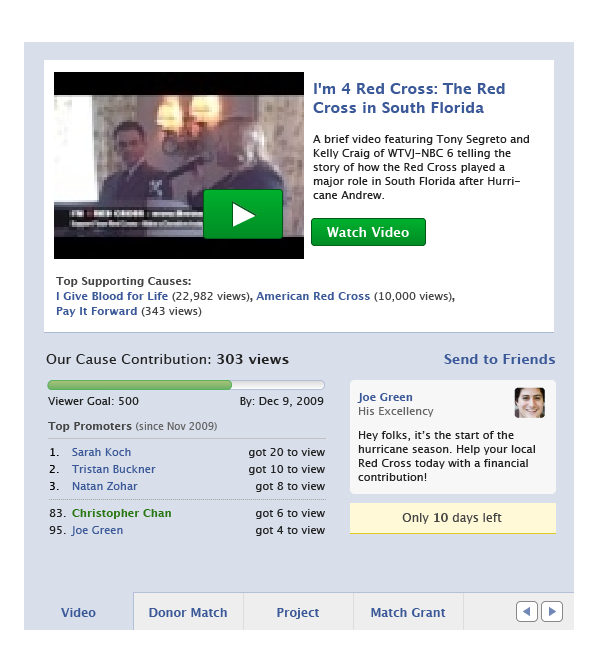 I'm 4 Red Cross: The Red
Cross in South Florida
A brief video featuring Tony Segreto and
Kelly Craig of WTVJ-NBC 6 telling the
story of how the Red Cross played a
major role in South Florida after Hurri-
cane Andrew.
Watch Video
Top Supporting Causes:
I Give Blood for Life (22,982 views), American Red Cross (10,000 views),
Pay It Forward (343 views)
Our Cause Contribution: 303 views
Viewer Goal: 500 By: Dec 9, 2009
Top Promoters (since Nov 2009)
1. Sarah Koch got 20 to view
2. Tristan Buckner got 10 to view
3. Natan Zohar got 8 to view
83. Christopher Chan got 6 to view
95. Joe Green got 4 to view
Send to Friends
Joe Green
His Excellency
Hey folks, it's the start of the
hurricane season. Help your local
Red Cross today with a financial
contribution!
Only 10 days left
Video Donor Match Project Match Grant